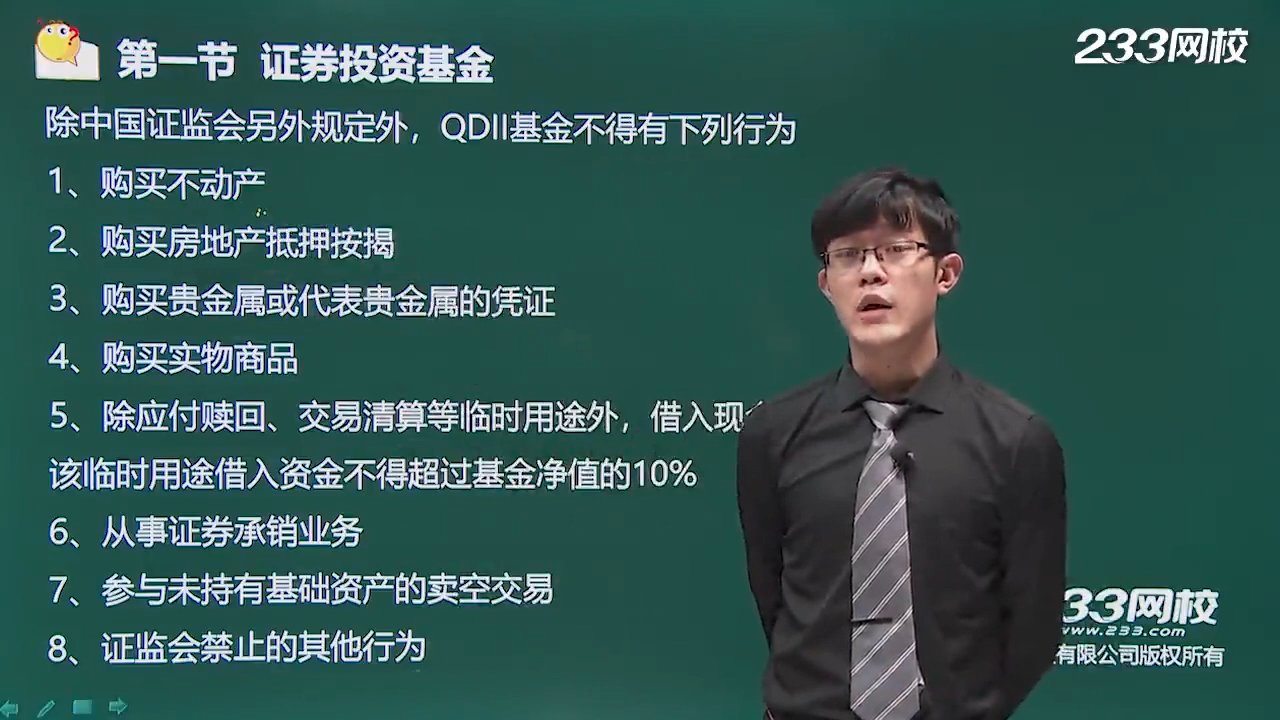 第一节 证券投资基金
233网校
除中国证监会另外规定外，QDII基金不得有下列行为
1、购买不动产
2、购买房地产抵押按揭
3、购买贵金属或代表贵金属的凭证
4、购买实物商品
5、除应付赎回、交易清算等临时用途外，借入现
该临时用途借入资金不得超过基金净值的10%
6、从事证券承销业务
7、参与未持有基础资产的卖空交易
8、证监会禁止的其他行为
33网校
www.233.com
有限公司版权所有